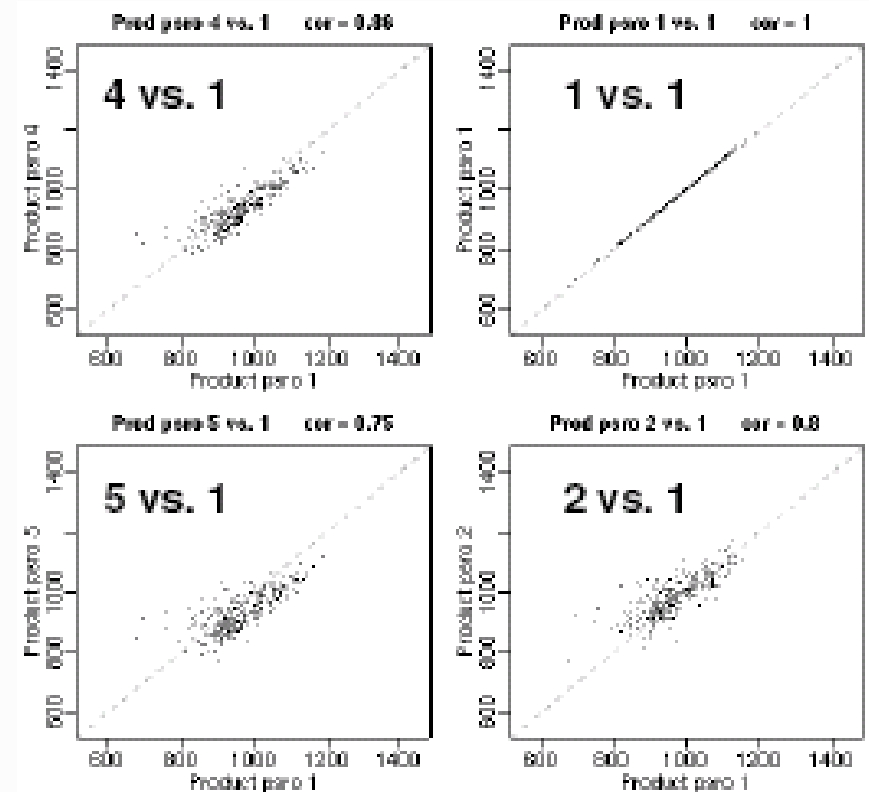 Prod paro 4 vs. 1 cor = 0.86
4 vs. 1
Product paro 4
1400
1000
800
600
600 800 1000 1200 1400
Product paro 1
Prod paro 1 vs. 1 cor = 1
1 vs. 1
Product paro 1
1400
1000
800
600
600 800 1000 1200 1400
Product paro 1
Prod paro 5 vs. 1 cor = 0.75
5 vs. 1
Product paro 5
1400
1000
800
600
600 800 1000 1200 1400
Product paro 1
Prod paro 2 vs. 1 cor = 0.8
2 vs. 1
Product paro 2
1400
1000
800
600
600 800 1000 1200 1400
Product paro 1